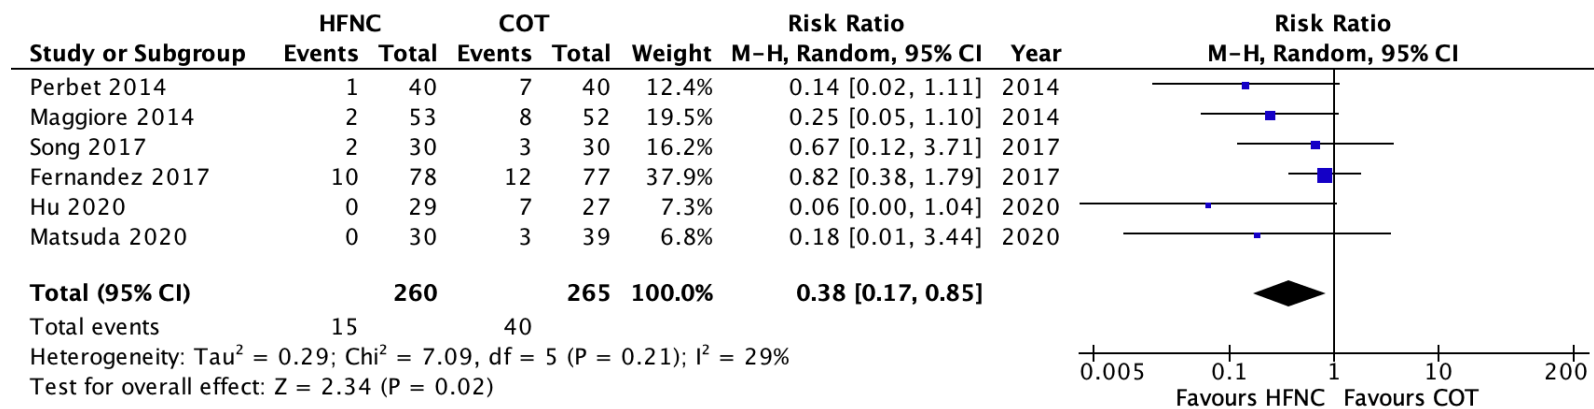 HFNC COT Risk Ratio Risk Ratio
Study or Subgroup Events Total Events Total Weight M-H, Random, 95% CI Year M-H, Random, 95% CI
Perbet 2014 1 40 7 40 12.4% 0.14 [0.02, 1.11] 2014
Maggiore 2014 2 53 8 52 19.5% 0.25 [0.05, 1.10] 2014
Song 2017 2 30 3 30 16.2% 0.67 [0.12, 3.71] 2017
Fernandez 2017 10 78 12 77 37.9% 0.82 [0.38, 1.79] 2017
Hu 2020 0 29 7 27 7.3% 0.06 [0.00, 1.04] 2020
Matsuda 2020 0 30 3 39 6.8% 0.18 [0.01, 3.44] 2020
Total (95% CI) 260 265 100.0% 0.38 [0.17, 0.85]
Total events 15 40
Heterogeneity: Tau² = 0.29; Chi² = 7.09, df = 5 (P = 0.21); I² = 29%
Test for overall effect: Z = 2.34 (P = 0.02)
0.005 0.1 1 10 200
Favours HFNC Favours COT